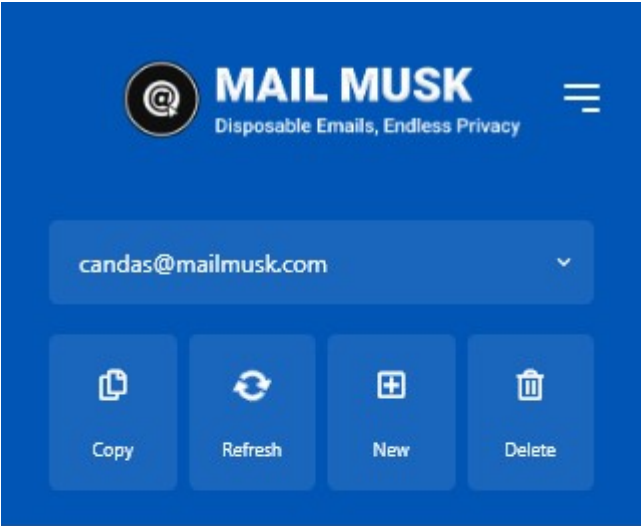 MAIL MUSK
Disposable Emails, Endless Privacy
candas@mailmusk.com
Copy Refresh New Delete